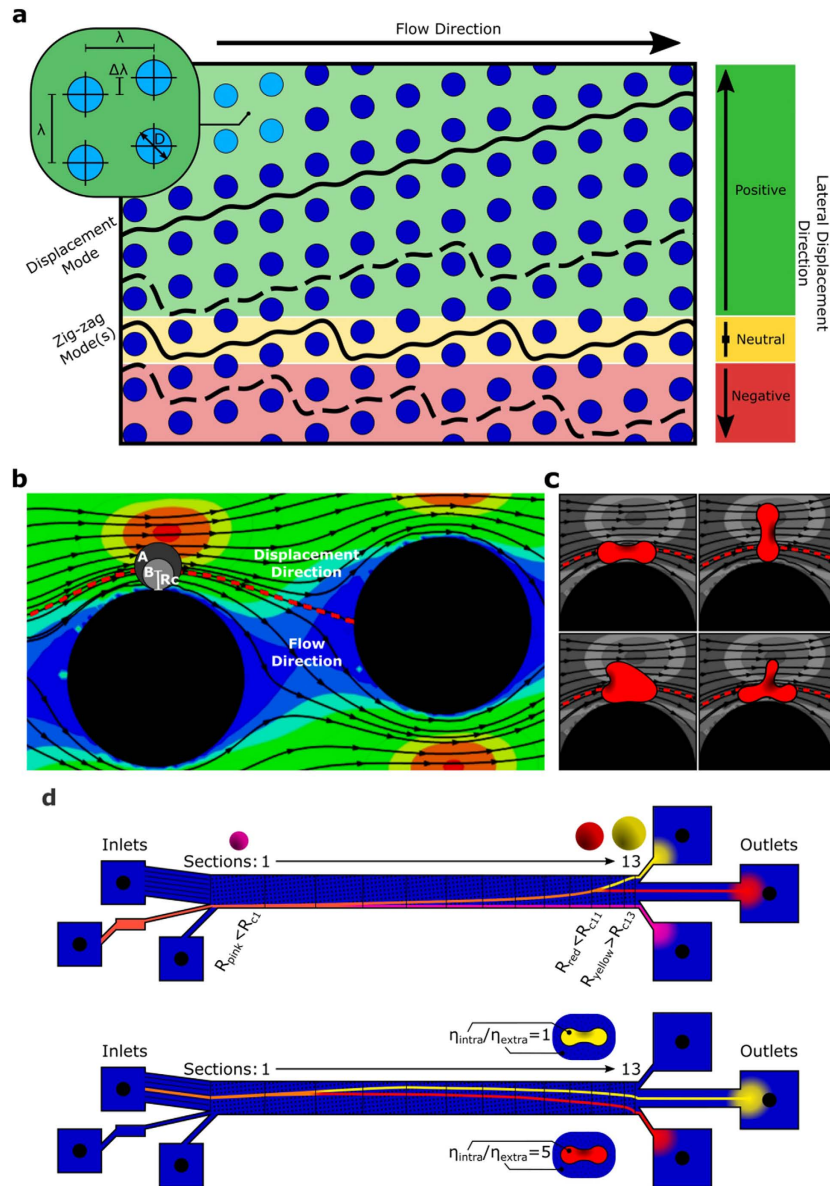 a
Flow Direction
λ
Δλ
λ
D
Displacement
Mode
Zig-zag
Mode(s)
Positive
Neutral
Negative
Lateral Displacement
Direction
b
A
B
Rc
Displacement
Direction
Flow
Direction
c
d
Inlets
Sections: 1
13
Outlets
Rpink<Rc1
Rred<Rc11
Ryellow>Rc13
ηintra/ηextra=1
Inlets
Sections: 1
13
Outlets
ηintra/ηextra=5